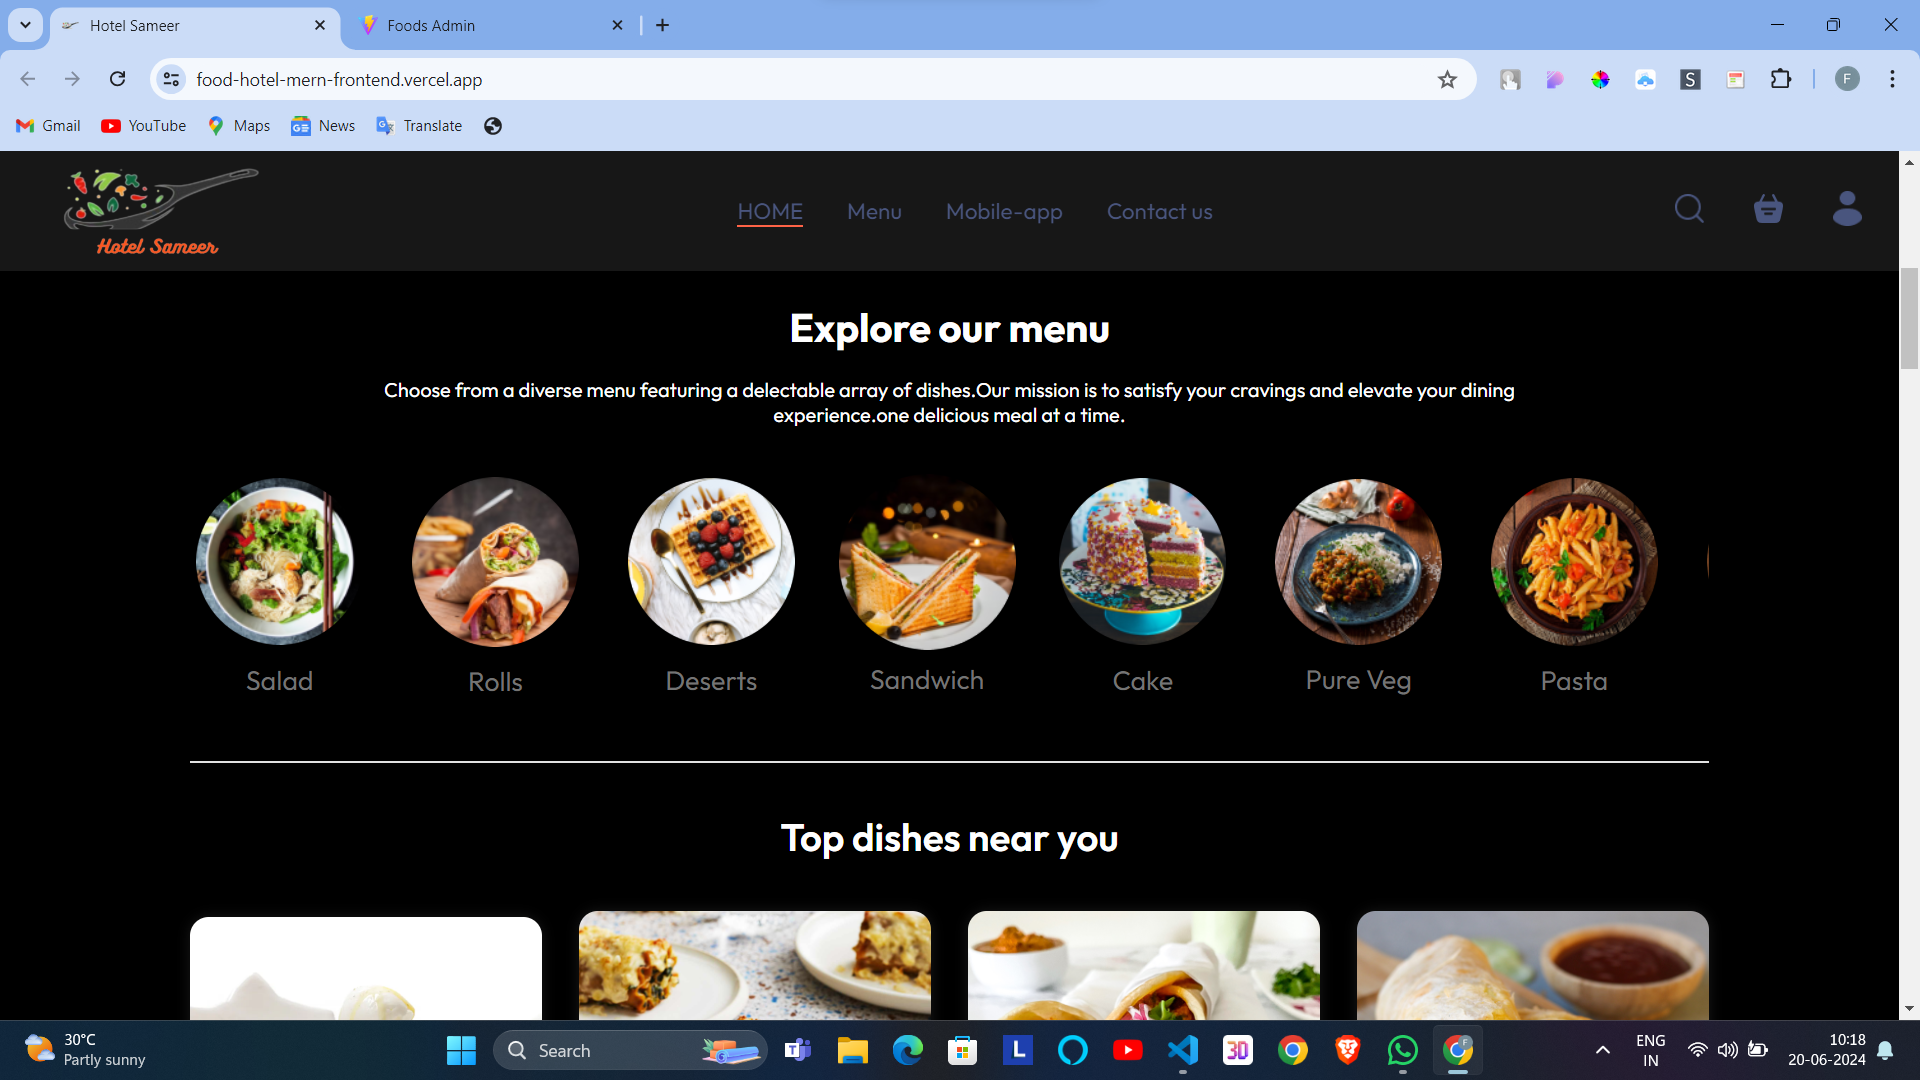 Hotel Sameer
Foods Admin
food-hotel-mern-frontend.vercel.app
S
F
Gmail
YouTube
Maps
News
Translate
Hotel Sameer
HOME
Menu
Mobile-app
Contact us
Explore our menu
Choose from a diverse menu featuring a delectable array of dishes.Our mission is to satisfy your cravings and elevate your dining
experience.one delicious meal at a time.
Salad
Rolls
Deserts
Sandwich
Cake
Pure Veg
Pasta
Top dishes near you
30°C
Partly sunny
Search
L
30
F
ENG
IN
10:18
20-06-2024